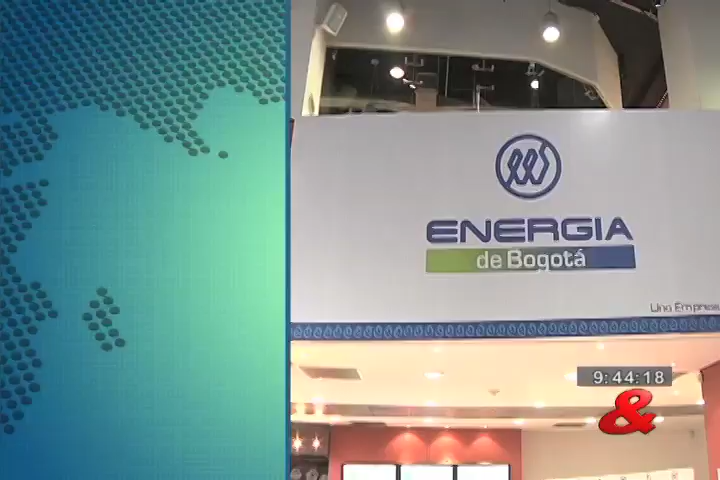 ENERGIA
de Bogotá
Una Empresa
9:44:18
&